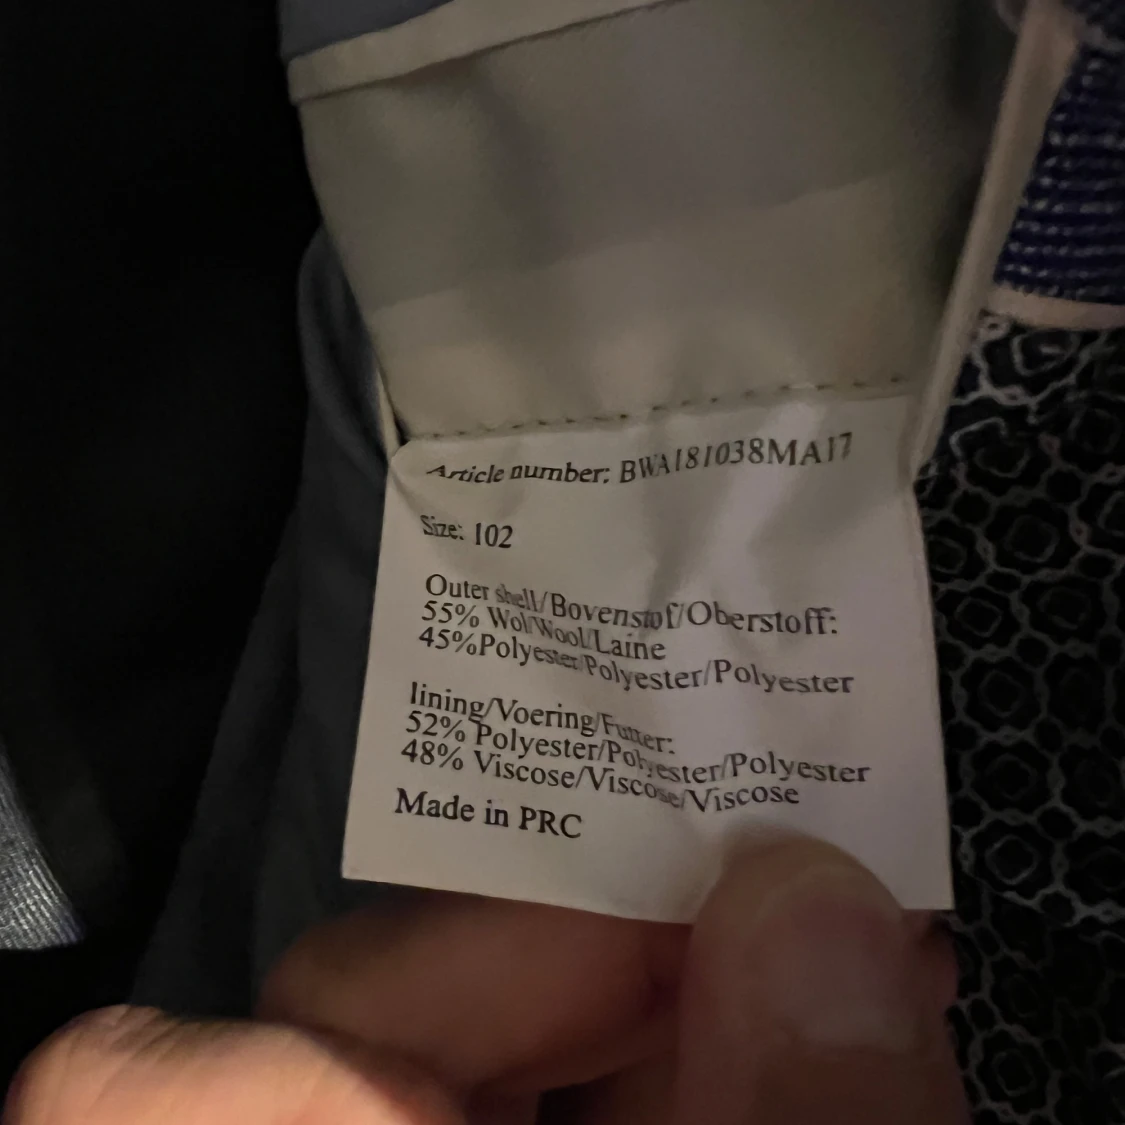 Article number: BWA181038MA17
Size: 102
Outer shell/Bovenstof/Oberstoff:
55% Wol/Wool/Laine
45%Polyester/Polyester/Polyester
lining/Voering/Futter:
52% Polyester/Polyester/Polyester
48% Viscose/Viscose/Viscose
Made in PRC